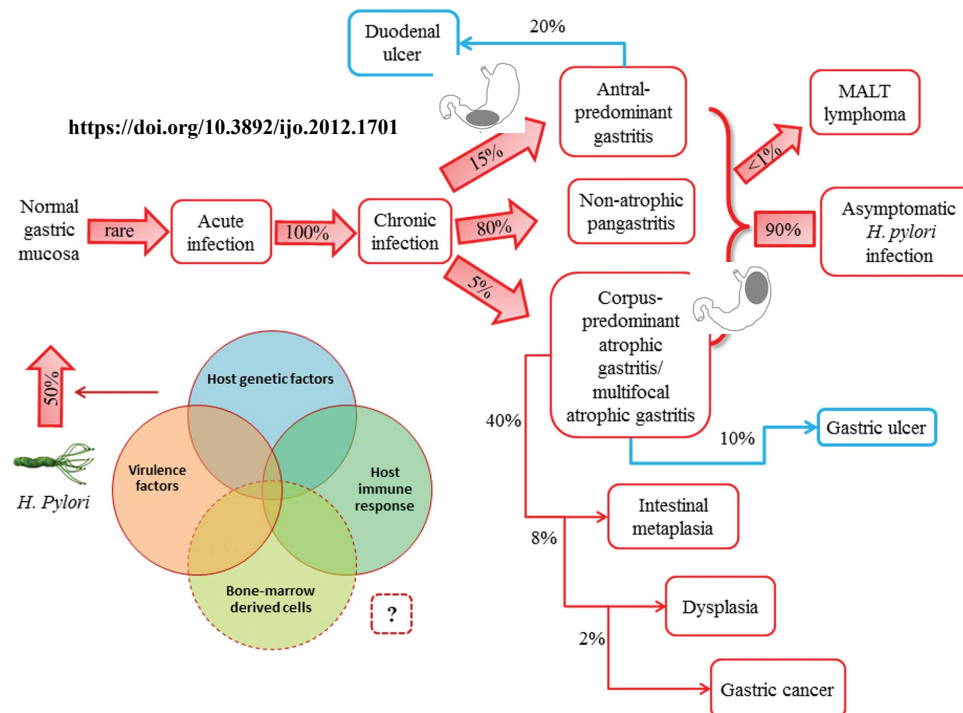 Duodenal
ulcer
20%
https://doi.org/10.3892/ijo.2012.1701
Antral-
predominant
gastritis
MALT
lymphoma
15%
<1%
Normal
gastric
mucosa
rare
Acute
infection
100%
Chronic
infection
80%
Non-atrophic
pangastritis
90%
Asymptomatic
H. pylori
infection
5%
Corpus-
predominant
atrophic
gastritis/
multifocal
atrophic gastritis
50%
H. Pylori
Host genetic factors
Virulence
factors
Host
immune
response
Bone-marrow
derived cells
?
40%
10%
Gastric ulcer
Intestinal
metaplasia
8%
Dysplasia
2%
Gastric cancer